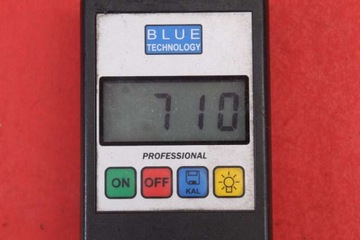 BLUE
TECHNOLOGY
710
PROFESSIONAL
ON OFF KAL